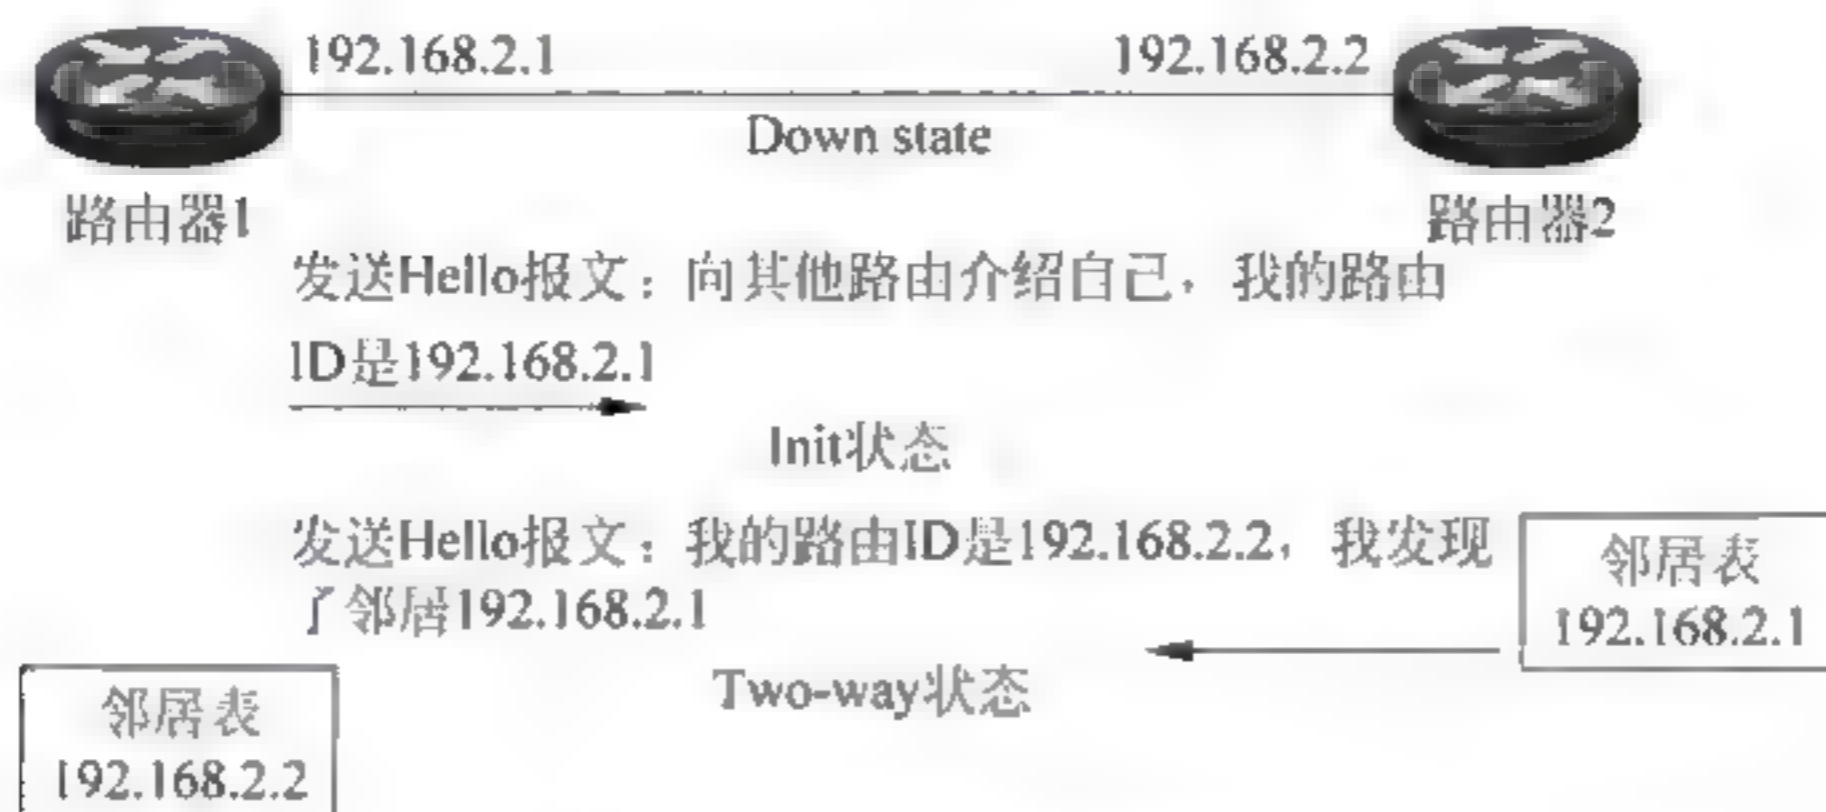 192.168.2.1
192.168.2.2
Down state
路由器1
路由器2
发送Hello报文：向其他路由介绍自己，我的路由
ID是192.168.2.1
Init状态
发送Hello报文：我的路由ID是192.168.2.2，我发现
了邻居192.168.2.1
邻居表
192.168.2.1
Two-way状态
邻居表
192.168.2.2